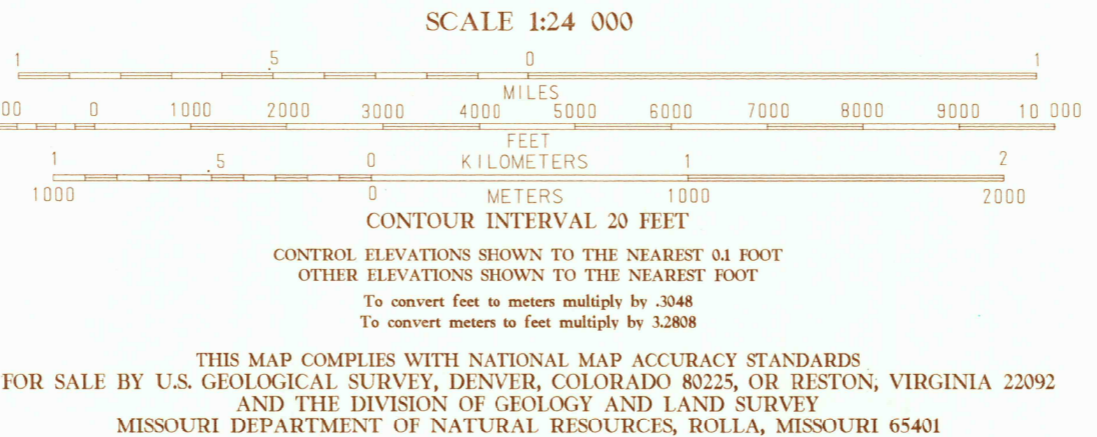 SCALE 1:24 000
1 .5 0 1
MILES
00 0 1000 2000 3000 4000 5000 6000 7000 8000 9000 10 000
FEET
1 .5 0 KILOMETERS 1 2
1000 0 METERS 1000 2000
CONTOUR INTERVAL 20 FEET
CONTROL ELEVATIONS SHOWN TO THE NEAREST 0.1 FOOT
OTHER ELEVATIONS SHOWN TO THE NEAREST FOOT
To convert feet to meters multiply by .3048
To convert meters to feet multiply by 3.2808
THIS MAP COMPLIES WITH NATIONAL MAP ACCURACY STANDARDS
FOR SALE BY U.S. GEOLOGICAL SURVEY, DENVER, COLORADO 80225, OR RESTON, VIRGINIA 22092
AND THE DIVISION OF GEOLOGY AND LAND SURVEY
MISSOURI DEPARTMENT OF NATURAL RESOURCES, ROLLA, MISSOURI 65401